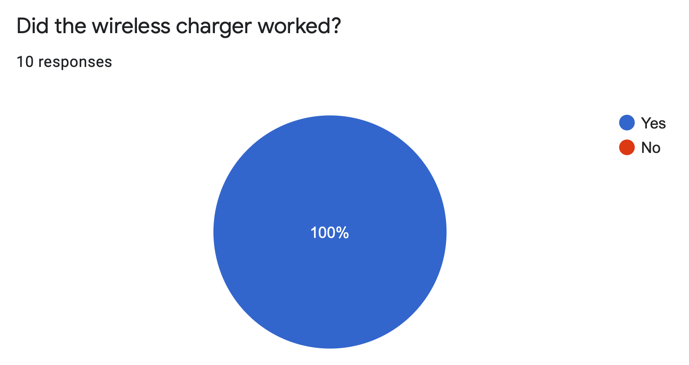 Did the wireless charger worked?
10 responses
Yes
No
100%